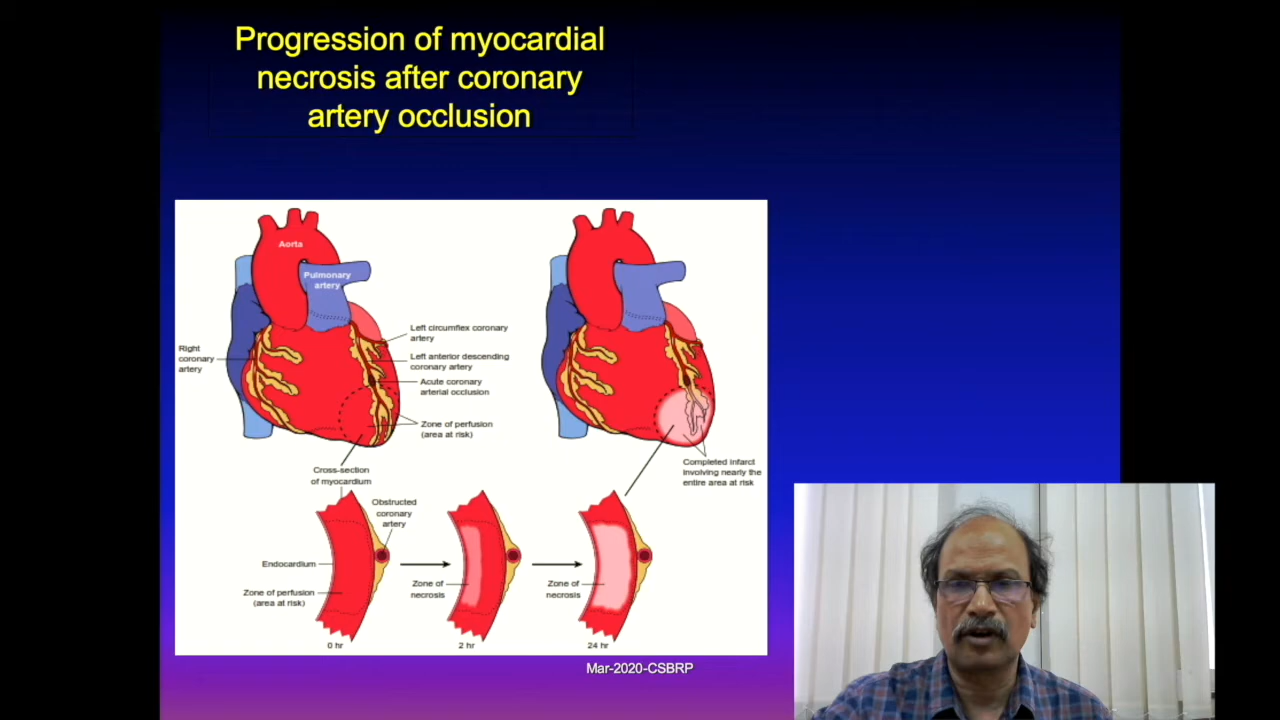 Progression of myocardial
necrosis after coronary
artery occlusion
Aorta
Pulmonary
artery
Right
coronary
artery
Left circumflex coronary
artery
Left anterior descending
coronary artery
Acute coronary
arterial occlusion
Zone of perfusion
(area at risk)
Cross-section
of myocardium
Completed infarct
involving nearly the
entire area at risk
Obstructed
coronary
artery
Endocardium
Zone of perfusion
(area at risk)
Zone of
necrosis
Zone of
necrosis
0 hr
2 hr
24 hr
Mar-2020-CSBRP